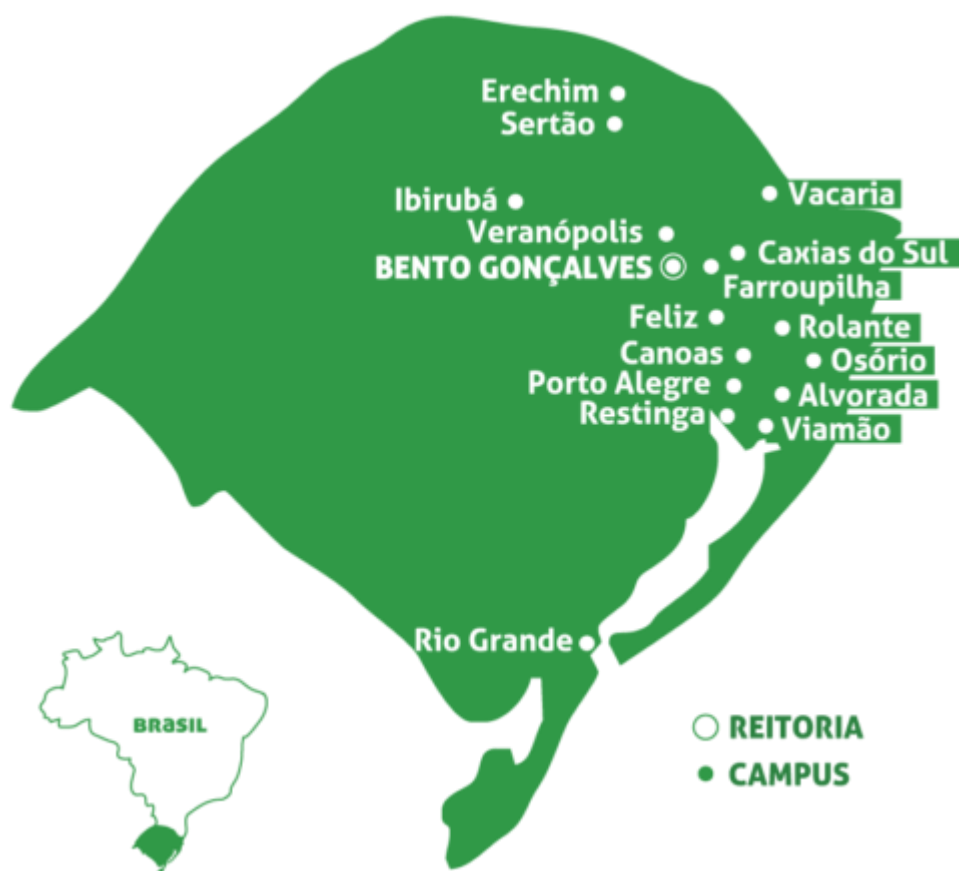 Erechim
Sertão
Vacaria
Ibirubá
Veranópolis
Caxias do Sul
BENTO GONÇALVES
Farroupilha
Feliz
Rolante
Canoas
Osório
Porto Alegre
Alvorada
Restinga
Viamão
Rio Grande
BRASIL
REITORIA
CAMPUS